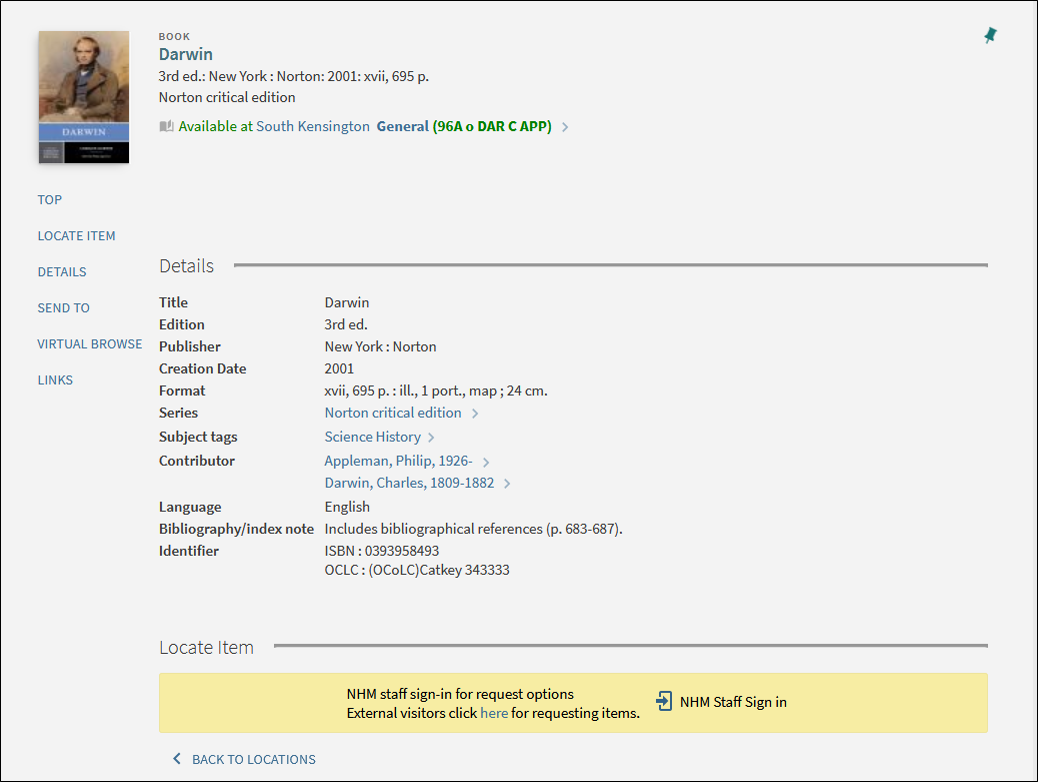 BOOK
Darwin
3rd ed.: New York : Norton: 2001: xvii, 695 p.
Norton critical edition
Available at South Kensington General (96A o DAR C APP)
DARWIN
TOP
LOCATE ITEM
DETAILS
SEND TO
VIRTUAL BROWSE
LINKS
Details
Title Darwin
Edition 3rd ed.
Publisher New York : Norton
Creation Date 2001
Format xvii, 695 p. : ill., 1 port., map ; 24 cm.
Series Norton critical edition
Subject tags Science History
Contributor Appleman, Philip, 1926-
Darwin, Charles, 1809-1882
Language English
Bibliography/index note Includes bibliographical references (p. 683-687).
Identifier ISBN : 0393958493
OCLC : (OCoLC)Catkey 343333
Locate Item
NHM staff sign-in for request options
External visitors click here for requesting items.
NHM Staff Sign in
BACK TO LOCATIONS